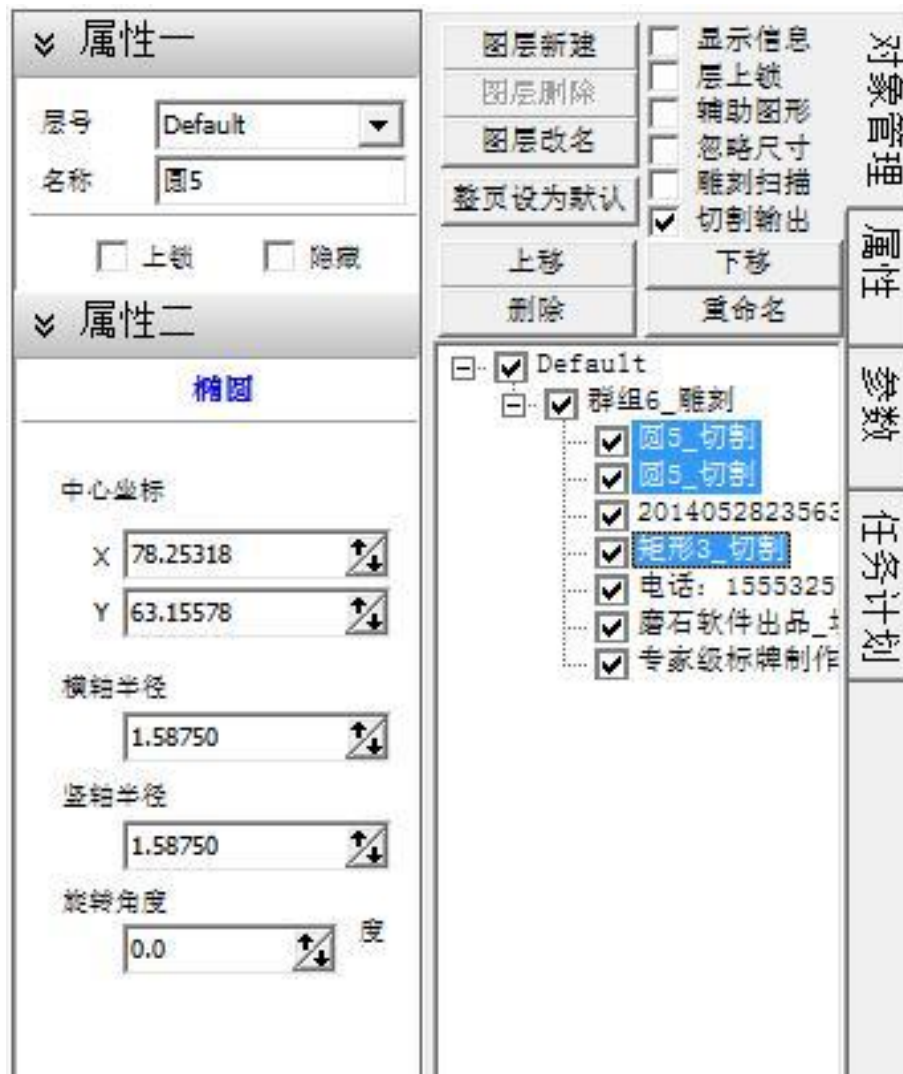 属性一
层号 Default
名称 圆5
上锁 隐藏
属性二
椭圆
中心坐标
X 78.25318
Y 63.15578
横轴半径
1.58750
竖轴半径
1.58750
旋转角度
0.0 度
图层新建
图层删除
图层改名
整页设为默认
显示信息
层上锁
辅助图形
忽略尺寸
雕刻扫描
切割输出
上移 下移
删除 重命名
Default
群组6_雕刻
圆5_切割
圆5_切割
2014052823563
矩形3_切割
电话: 1555325
磨石软件出品_
专家级标牌制作
对象管理
属性
参数
任务计划